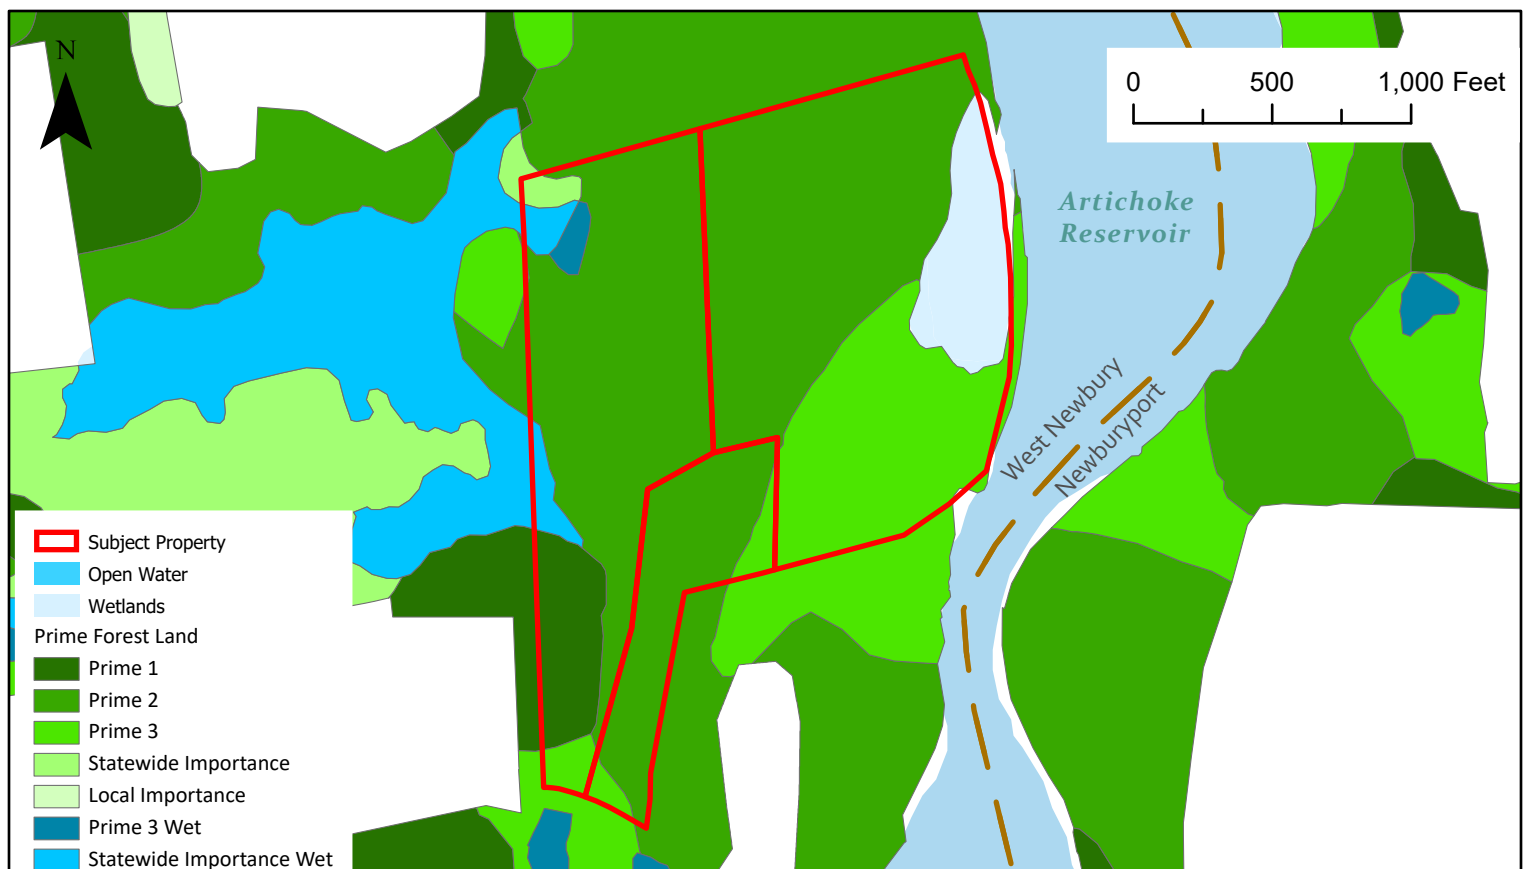 N
0 500 1,000 Feet
Artichoke
Reservoir
West Newbury
Newburyport
Subject Property
Open Water
Wetlands
Prime Forest Land
Prime 1
Prime 2
Prime 3
Statewide Importance
Local Importance
Prime 3 Wet
Statewide Importance Wet